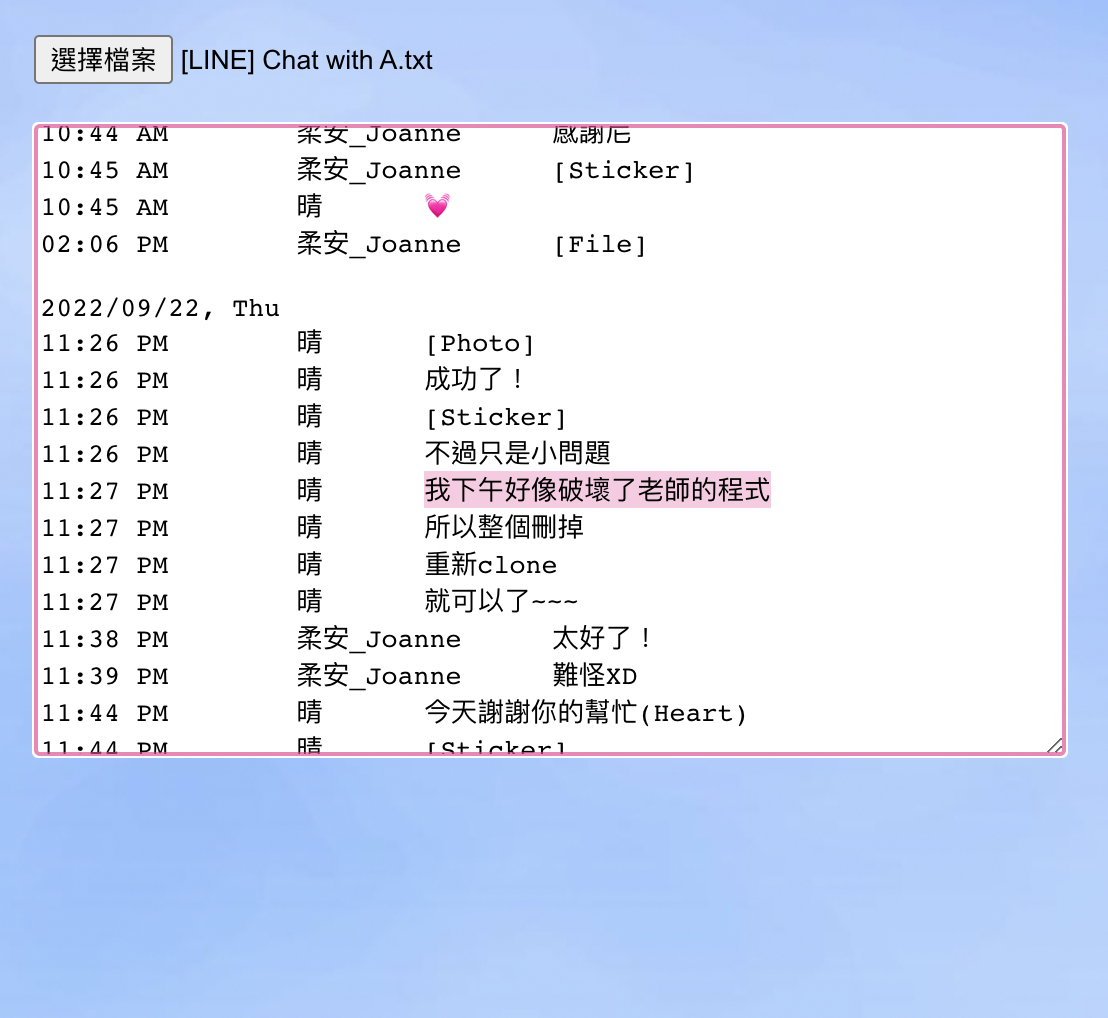 選擇檔案 [LINE] Chat with A.txt
10:44 AM 柔安_Joanne 感謝尼
10:45 AM 柔安_Joanne [Sticker]
10:45 AM 晴 💓
02:06 PM 柔安_Joanne [File]
2022/09/22, Thu
11:26 PM 晴 [Photo]
11:26 PM 晴 成功了！
11:26 PM 晴 [Sticker]
11:26 PM 晴 不過只是小問題
11:27 PM 晴 我下午好像破壞了老師的程式
11:27 PM 晴 所以整個刪掉
11:27 PM 晴 重新clone
11:27 PM 晴 就可以了~~~
11:38 PM 柔安_Joanne 太好了！
11:39 PM 柔安_Joanne 難怪XD
11:44 PM 晴 今天謝謝你的幫忙(Heart)
11:44 PM 晴 [Sticker]